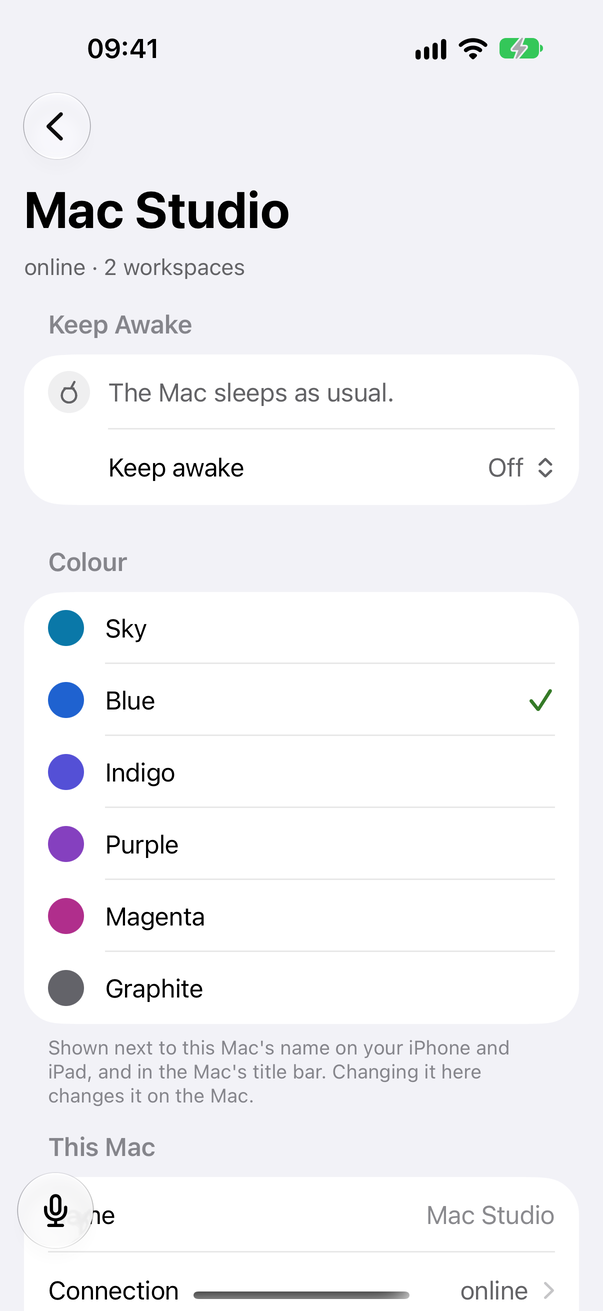 09:41
Mac Studio
online · 2 workspaces
Keep Awake
The Mac sleeps as usual.
Keep awake Off
Colour
Sky
Blue
Indigo
Purple
Magenta
Graphite
Shown next to this Mac's name on your iPhone and
iPad, and in the Mac's title bar. Changing it here
changes it on the Mac.
This Mac
Mac Studio
Connection online